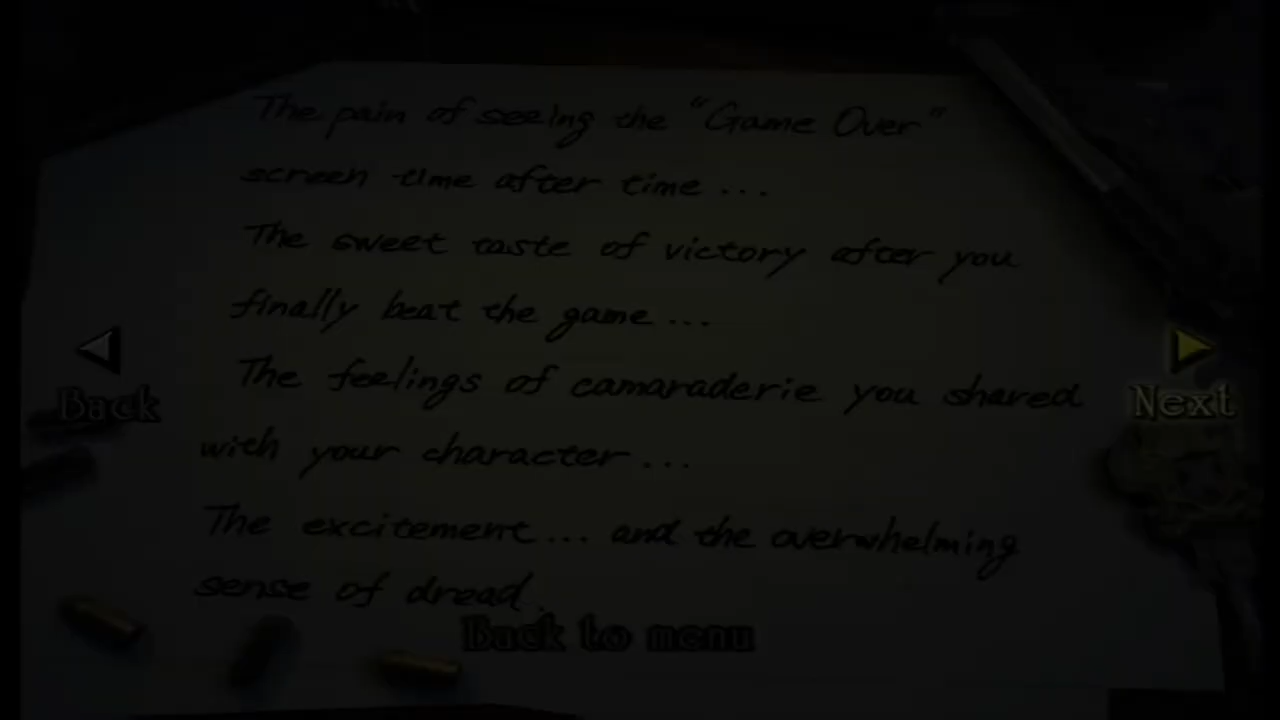 The pain of seeing the "Game Over"
screen time after time ...
The sweet taste of victory after you
finally beat the game ...
The feelings of camaraderie you shared
with your character ...
The excitement ... and the overwhelming
sense of dread.
Back
Next
Back to menu